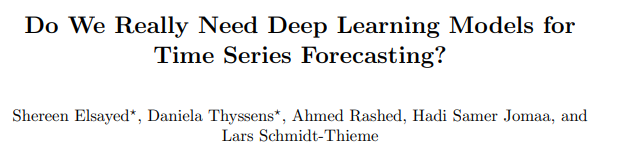 Do We Really Need Deep Learning Models for
Time Series Forecasting?
Shereen Elsayed*, Daniela Thyssens*, Ahmed Rashed, Hadi Samer Jomaa, and
Lars Schmidt-Thieme